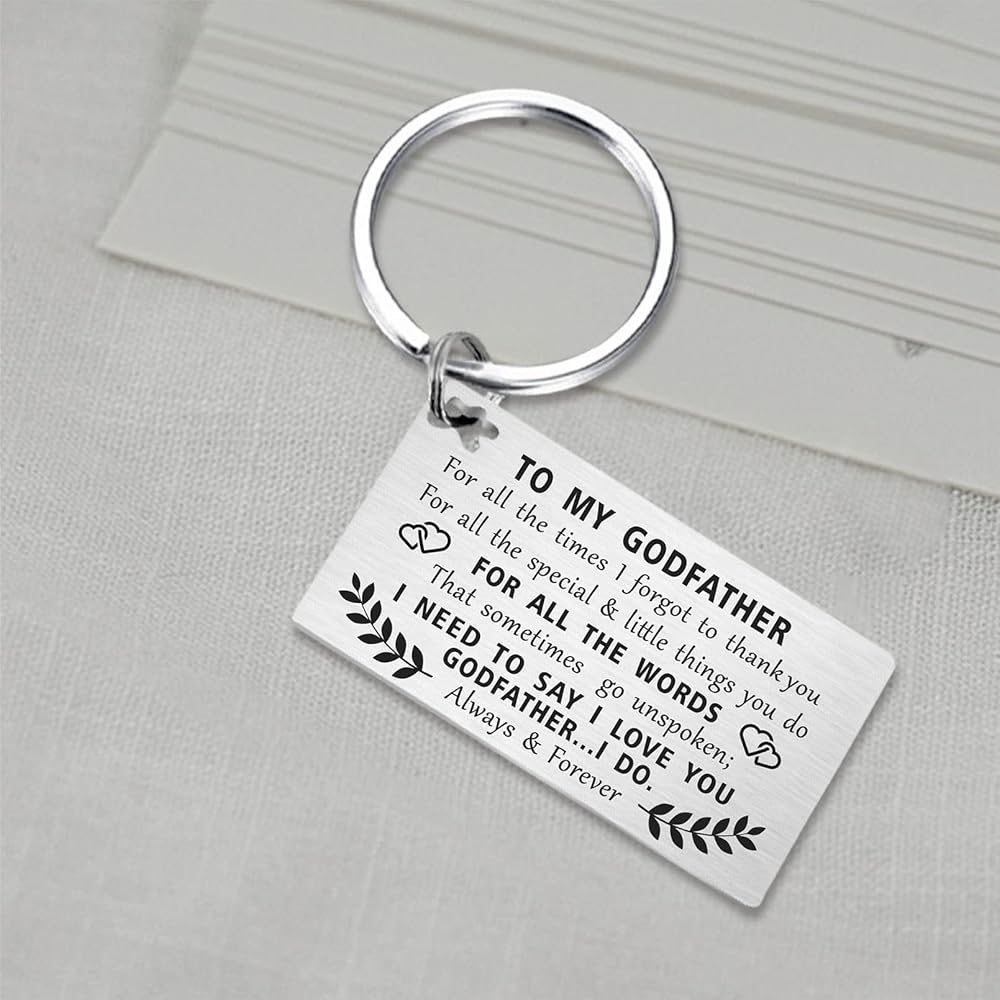 TO MY GODFATHER
For all the times I forgot to thank you
For all the special & little things you do
FOR ALL THE WORDS
That sometimes go unspoken;
I NEED TO SAY I LOVE YOU
GODFATHER...I DO.
Always & Forever